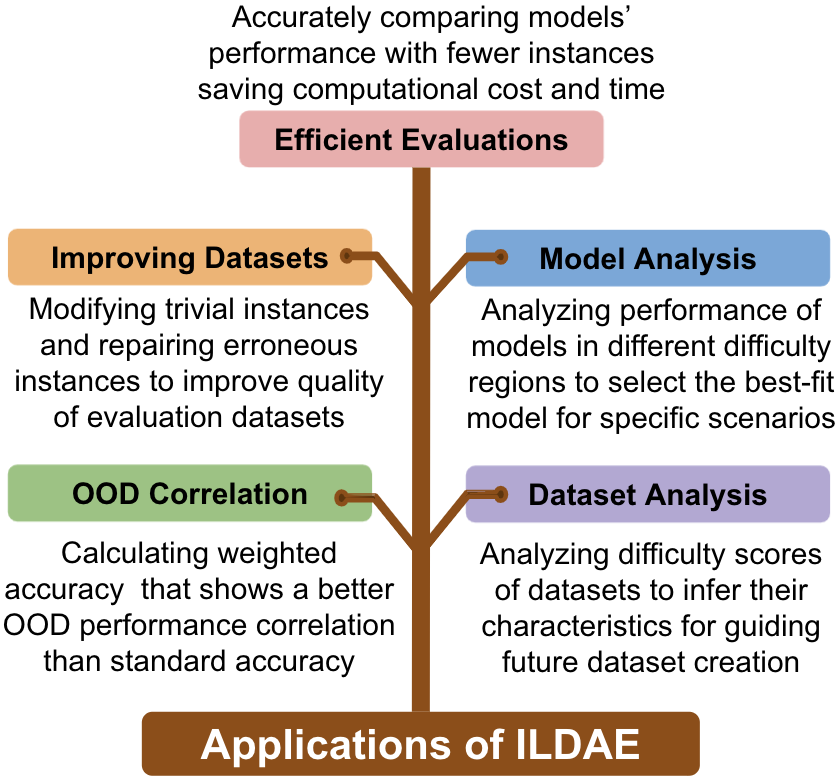 Accurately comparing models’
performance with fewer instances
saving computational cost and time
Efficient Evaluations
Improving Datasets
Modifying trivial instances
and repairing erroneous
instances to improve quality
of evaluation datasets
Model Analysis
Analyzing performance of
models in different difficulty
regions to select the best-fit
model for specific scenarios
OOD Correlation
Calculating weighted
accuracy that shows a better
OOD performance correlation
than standard accuracy
Dataset Analysis
Analyzing difficulty scores
of datasets to infer their
characteristics for guiding
future dataset creation
Applications of ILDAE